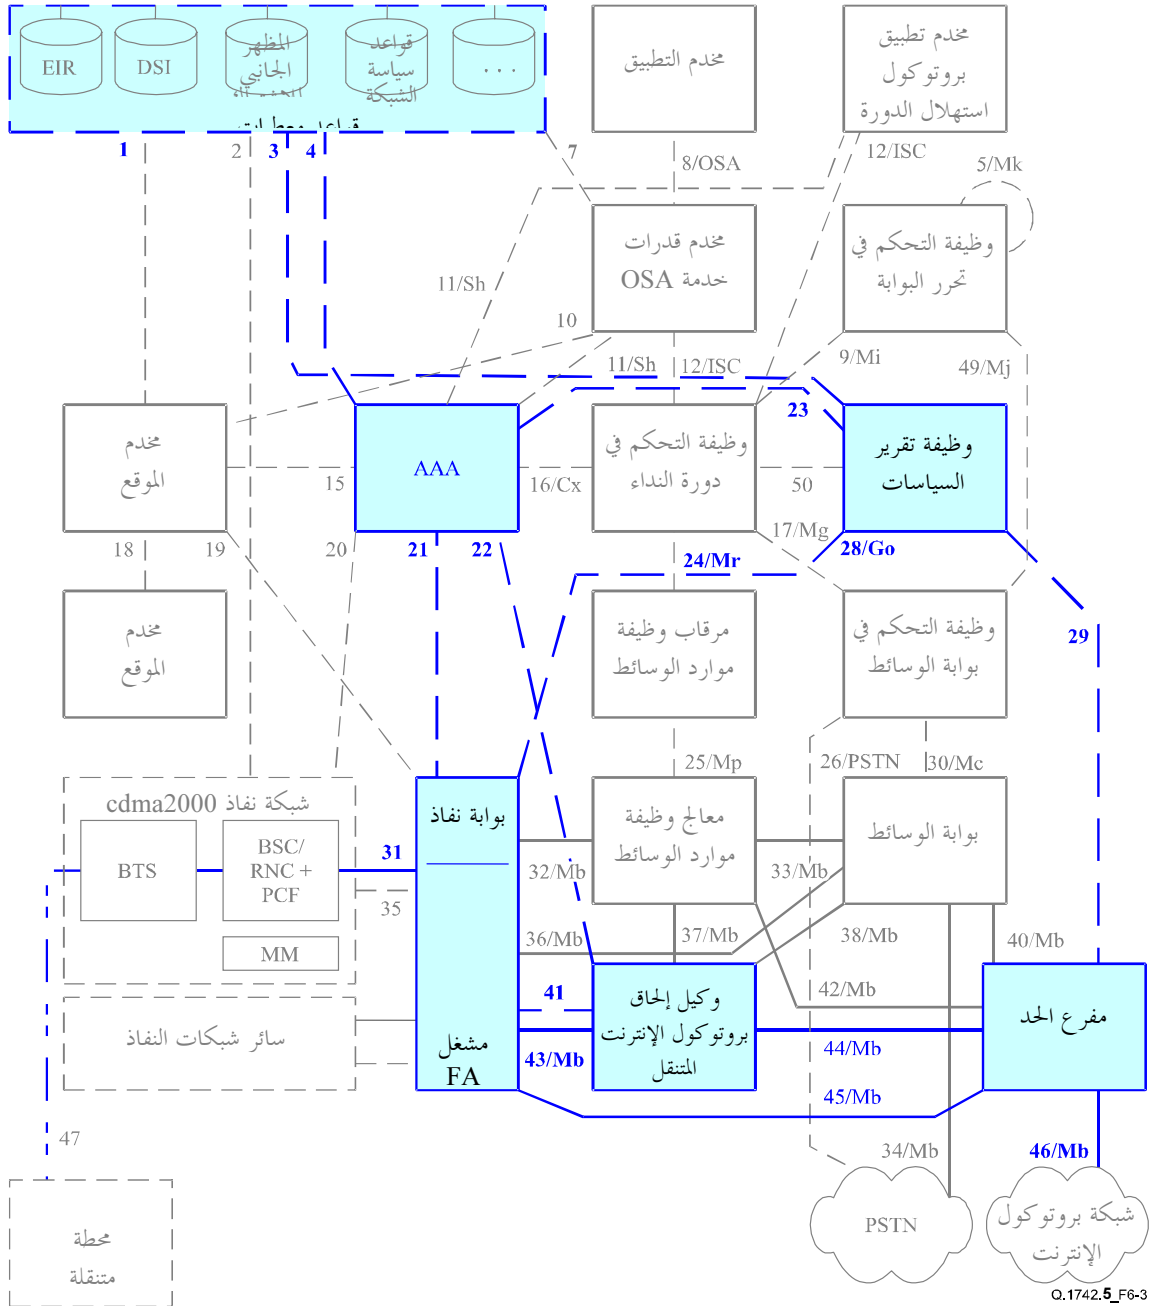 EIR
DSI
المظهر
الجانبي
قواعد
سياسة
الشبكة
. . .
مخدم التطبيق
مخدم تطبيق
بروتوكول
استهلال الدورة
1
2
3
4
7
8/OSA
12/ISC
5/Mk
مخدم قدرات
خدمة OSA
وظيفة التحكم في
تحرر البوابة
11/Sh
10
11/Sh
12/ISC
9/Mi
49/Mj
23
مخدم
الموقع
AAA
وظيفة التحكم في
دورة النداء
وظيفة تقرير
السياسات
15
16/Cx
50
18
19
20
21
22
24/Mr
17/Mg
28/Go
29
مخدم
الموقع
مرقاب وظيفة
موارد الوسائط
وظيفة التحكم في
بوابة الوسائط
25/Mp
26/PSTN
30/Mc
شبكة نفاذ cdma2000
BTS
BSC/
RNC +
PCF
MM
31
35
بوابة نفاذ
معالج وظيفة
موارد الوسائط
بوابة الوسائط
32/Mb
33/Mb
36/Mb
37/Mb
38/Mb
40/Mb
41
42/Mb
سائر شبكات النفاذ
مشغل
FA
43/Mb
وكيل إلحاق
بروتوكول الإنترنت
المتنقل
44/Mb
45/Mb
مفرع الحد
47
34/Mb
46/Mb
محطة
متنقلة
PSTN
شبكة بروتوكول
الإنترنت
Q.1742.5_F6-3